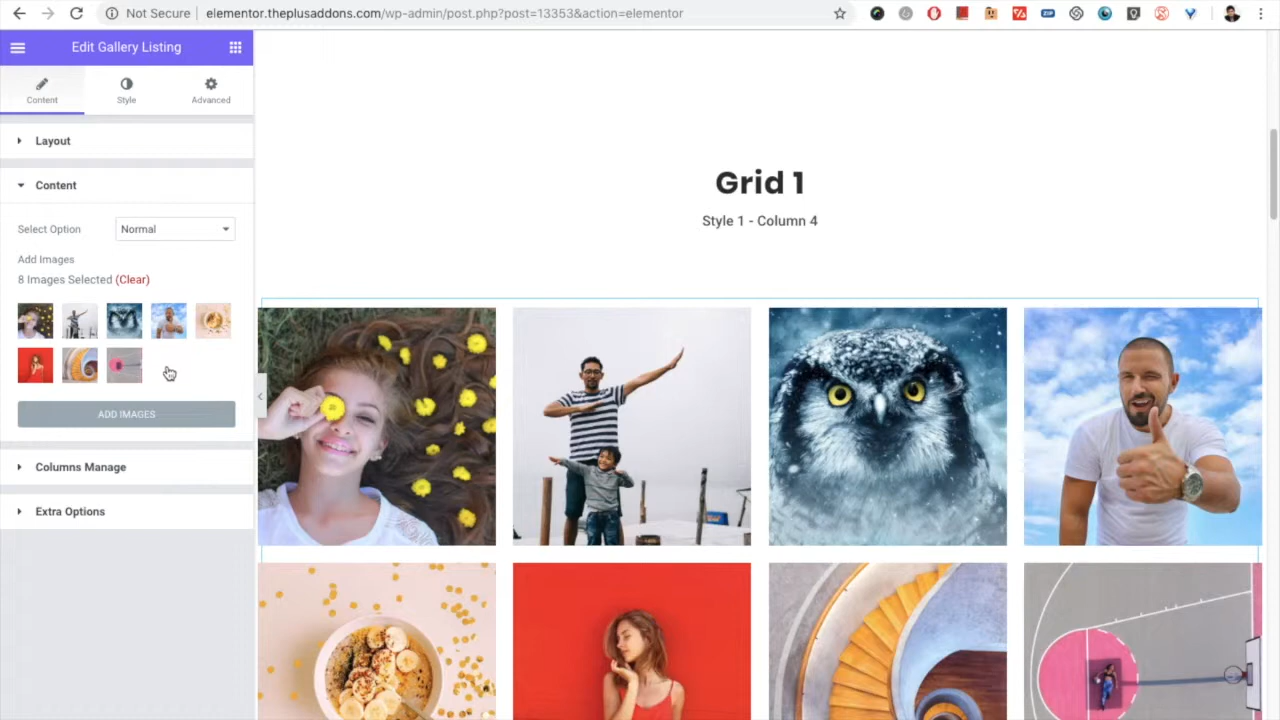 Not Secure | elementor.theplusaddons.com/wp-admin/post.php?post=13353&action=elementor
ZIP
Edit Gallery Listing
Content Style Advanced
Layout
Content
Select Option Normal
Add Images
8 Images Selected (Clear)
ADD IMAGES
Columns Manage
Extra Options
Grid 1
Style 1 - Column 4